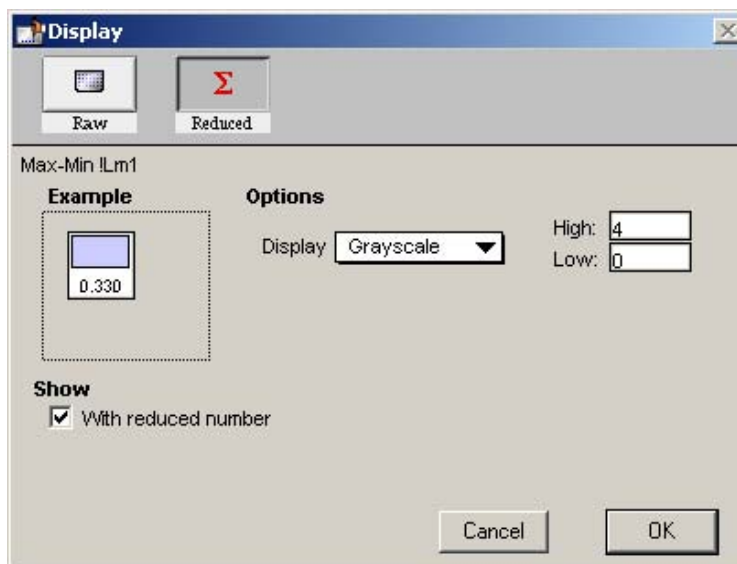 Display
Raw
Σ
Reduced
Max-Min !Lm1
Example
0.330
Options
Display Grayscale
High: 4
Low: 0
Show
With reduced number
Cancel
OK